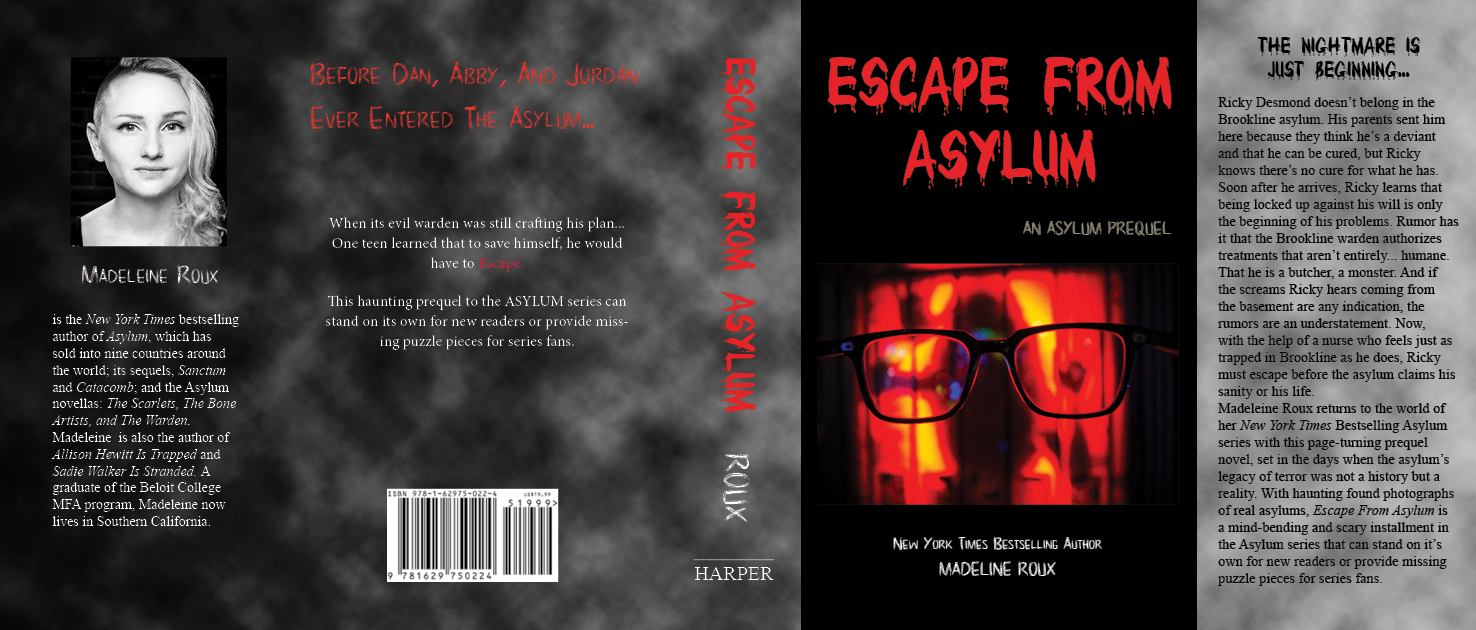 MADELEINE ROUX
is the New York Times bestselling
author of Asylum, which has
sold into nine countries around
the world; its sequels, Sanctum
and Catacomb; and the Asylum
novellas: The Scarlets, The Bone
Artists, and The Warden.
Madeleine  is also the author of
Allison Hewitt Is Trapped and
Sadie Walker Is Stranded. A
graduate of the Beloit College
MFA program, Madeleine now
lives in Southern California.
BEFORE DAN, ABBY, AND JORDAN
EVER ENTERED THE ASYLUM...
When its evil warden was still crafting his plan...
One teen learned that to save himself, he would
have to Escape.
This haunting prequel to the ASYLUM series can
stand on its own for new readers or provide miss-
ing puzzle pieces for series fans.
ISBN 978-1-62975-022-4
US$19.99
51999>
9 781629 750224
ESCAPE FROM ASYLUM
ROUX
HARPER
ESCAPE FROM
ASYLUM
AN ASYLUM PREQUEL
NEW YORK TIMES BESTSELLING AUTHOR
MADELINE ROUX
THE NIGHTMARE IS
JUST BEGINNING...
Ricky Desmond doesn't belong in the
Brookline asylum. His parents sent him
here because they think he's a deviant
and that he can be cured, but Ricky
knows there's no cure for what he has.
Soon after he arrives, Ricky learns that
being locked up against his will is only
the beginning of his problems. Rumor has
it that the Brookline warden authorizes
treatments that aren't entirely... humane.
That he is a butcher, a monster. And if
the screams Ricky hears coming from
the basement are any indication, the
rumors are an understatement. Now,
with the help of a nurse who feels just as
trapped in Brookline as he does, Ricky
must escape before the asylum claims his
sanity or his life.
Madeleine Roux returns to the world of
her New York Times Bestselling Asylum
series with this page-turning prequel
novel, set in the days when the asylum's
legacy of terror was not a history but a
reality. With haunting found photographs
of real asylums, Escape From Asylum is
a mind-bending and scary installment in
the Asylum series that can stand on it's
own for new readers or provide missing
puzzle pieces for series fans.